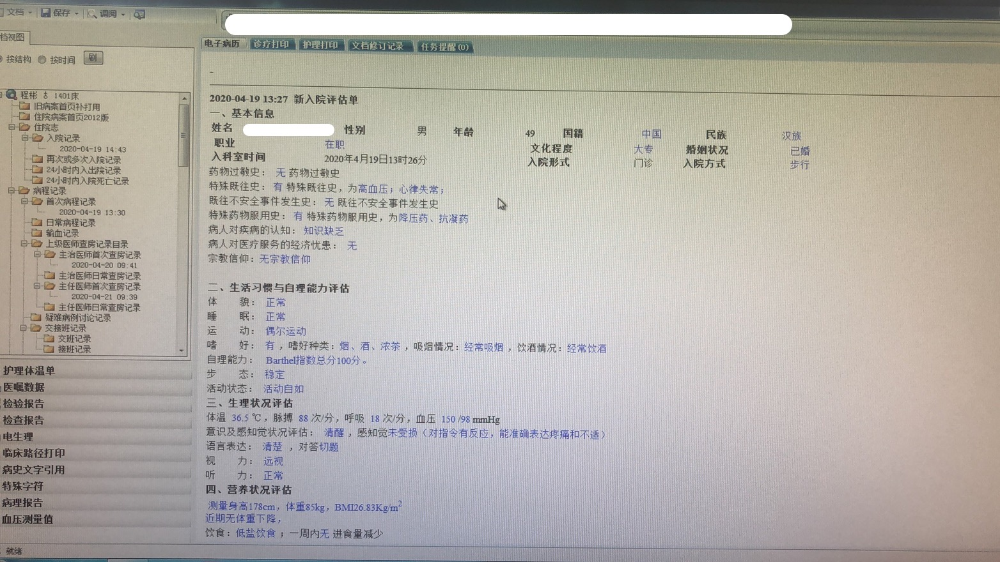 文档 保存 调阅
档视图
按结构 按时间 刷
程彬 1401床
旧病案首页补打用
住院病案首页2012版
住院志
入院记录
2020-04-19 14:43
再次或多次入院记录
24小时内入出院记录
24小时内入院死亡记录
病程记录
首次病程记录
2020-04-19 13:30
日常病程记录
输血记录
上级医师查房记录目录
主治医师首次查房记录
2020-04-20 09:41
主治医师日常查房记录
主任医师首次查房记录
2020-04-21 09:39
主任医师日常查房记录
疑难病例讨论记录
交接班记录
交班记录
接班记录
护理体温单
医嘱数据
检验报告
检查报告
电生理
临床路径打印
病史文字引用
特殊字符
病理报告
血压测量值
就绪
电子病历 诊疗打印 护理打印 文档修订记录 任务提醒(0)
-
2020-04-19 13:27 新入院评估单
一、基本信息
姓名 性别 男 年龄 49 国籍 中国 民族 汉族
职业 在职 文化程度 大专 婚姻状况 已婚
入科室时间 2020年4月19日13时26分 入院形式 门诊 入院方式 步行
药物过敏史： 无 药物过敏史
特殊既往史： 有 特殊既往史，为高血压；心律失常；
既往不安全事件发生史： 无 既往不安全事件发生史
特殊药物服用史： 有 特殊药物服用史，为降压药、抗凝药
病人对疾病的认知： 知识缺乏
病人对医疗服务的经济忧患： 无
宗教信仰：无宗教信仰
二、生活习惯与自理能力评估
体 貌： 正常
睡 眠： 正常
运 动： 偶尔运动
嗜 好： 有 ，嗜好种类：烟、酒、浓茶 ，吸烟情况：经常吸烟 ，饮酒情况：经常饮酒
自理能力： Barthel指数总分100分。
步 态： 稳定
活动状态： 活动自如
三、生理状况评估
体温 36.5 ℃，脉搏 88 次/分，呼吸 18 次/分，血压 150 /98 mmHg
意识及感知觉状况评估： 清醒 ，感知觉未受损（对指令有反应，能准确表达疼痛和不适）
语言表达： 清楚 ，对答切题
视 力： 远视
听 力： 正常
四、营养状况评估
测量身高178cm，体重85kg，BMI26.83Kg/m²
近期无体重下降，
饮食：低盐饮食 ；一周内无 进食量减少